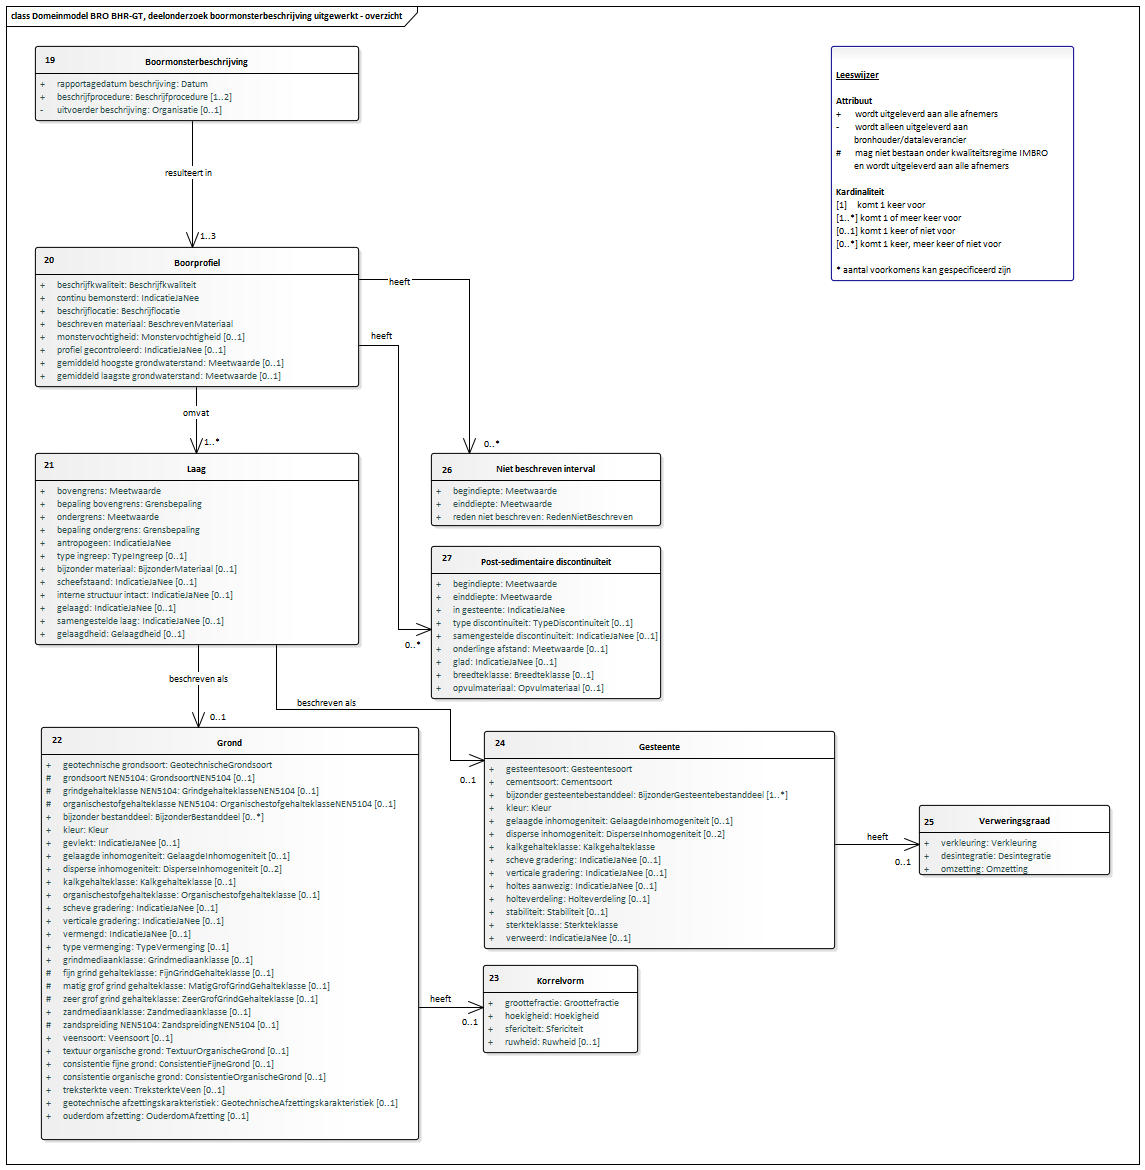 class Domeinmodel BRO BHR-GT, deelonderzoek boormonsterbeschrijving uitgewerkt - overzicht
19
Boormonsterbeschrijving
+ rapportagedatum beschrijving: Datum
+ beschrijfprocedure: Beschrijfprocedure [1..2]
- uitvoerder beschrijving: Organisatie [0..1]
Leeswijzer
Attribuut
+ wordt uitgeleverd aan alle afnemers
- wordt alleen uitgeleverd aan
bronhouder/dataleverancier
# mag niet bestaan onder kwaliteitsregime IMBRO
en wordt uitgeleverd aan alle afnemers
Kardinaliteit
[1] komt 1 keer voor
[1..*] komt 1 of meer keer voor
[0..1] komt 1 keer of niet voor
[0..*] komt 1 keer, meer keer of niet voor
* aantal voorkomens kan gespecificeerd zijn
resulteert in
1..3
20
Boorprofiel
+ beschrijfkwaliteit: Beschrijfkwaliteit
+ continu bemonsterd: IndicatieJaNee
+ beschrijflocatie: Beschrijflocatie
+ beschreven materiaal: BeschrevenMateriaal
+ monstervochtigheid: Monstervochtigheid [0..1]
+ profiel gecontroleerd: IndicatieJaNee [0..1]
+ gemiddeld hoogste grondwaterstand: Meetwaarde [0..1]
+ gemiddeld laagste grondwaterstand: Meetwaarde [0..1]
heeft
heeft
omvat
1..*
0..*
21
Laag
+ bovengrens: Meetwaarde
+ bepaling bovengrens: Grensbepaling
+ ondergrens: Meetwaarde
+ bepaling ondergrens: Grensbepaling
+ antropogeen: IndicatieJaNee
+ type ingreep: TypeIngreep [0..1]
+ bijzonder materiaal: BijzonderMateriaal [0..1]
+ scheefstaand: IndicatieJaNee [0..1]
+ interne structuur intact: IndicatieJaNee [0..1]
+ gelaagd: IndicatieJaNee [0..1]
+ samengestelde laag: IndicatieJaNee [0..1]
+ gelaagdheid: Gelaagdheid [0..1]
26
Niet beschreven interval
+ begindiepte: Meetwaarde
+ einddiepte: Meetwaarde
+ reden niet beschreven: RedenNietBeschreven
27
Post-sedimentaire discontinuïteit
+ begindiepte: Meetwaarde
+ einddiepte: Meetwaarde
+ in gesteente: IndicatieJaNee
+ type discontinuïteit: TypeDiscontinuïteit [0..1]
+ samengestelde discontinuïteit: IndicatieJaNee [0..1]
+ onderlinge afstand: Meetwaarde [0..1]
+ glad: IndicatieJaNee [0..1]
+ breedteklasse: Breedteklasse [0..1]
+ opvulmateriaal: Opvulmateriaal [0..1]
0..*
beschreven als
0..1
beschreven als
0..1
22
Grond
+ geotechnische grondsoort: GeotechnischeGrondsoort
# grondsoort NEN5104: GrondsoortNEN5104 [0..1]
# grindgehalteklasse NEN5104: GrindgehalteklasseNEN5104 [0..1]
# organischestofgehalteklasse NEN5104: OrganischestofgehalteklasseNEN5104 [0..1]
+ bijzonder bestanddeel: BijzonderBestanddeel [0..*]
+ kleur: Kleur
+ gevlekt: IndicatieJaNee [0..1]
+ gelaagde inhomogeniteit: GelaagdeInhomogeniteit [0..1]
+ disperse inhomogeniteit: DisperseInhomogeniteit [0..2]
+ kalkgehalteklasse: Kalkgehalteklasse [0..1]
+ organischestofgehalteklasse: Organischestofgehalteklasse [0..1]
+ scheve gradering: IndicatieJaNee [0..1]
+ verticale gradering: IndicatieJaNee [0..1]
+ vermengd: IndicatieJaNee [0..1]
+ type vermenging: TypeVermenging [0..1]
+ grindmediaanklasse: Grindmediaanklasse [0..1]
# fijn grind gehalteklasse: FijnGrindGehalteklasse [0..1]
# matig grof grind gehalteklasse: MatigGrofGrindGehalteklasse [0..1]
# zeer grof grind gehalteklasse: ZeerGrofGrindGehalteklasse [0..1]
+ zandmediaanklasse: Zandmediaanklasse [0..1]
# zandspreiding NEN5104: ZandspreidingNEN5104 [0..1]
+ veensoort: Veensoort [0..1]
+ textuur organische grond: TextuurOrganischeGrond [0..1]
+ consistentie fijne grond: ConsistentieFijneGrond [0..1]
+ consistentie organische grond: ConsistentieOrganischeGrond [0..1]
+ treksterkte veen: TreksterkteVeen [0..1]
+ geotechnische afzettingskarakteristiek: GeotechnischeAfzettingskarakteristiek [0..1]
+ ouderdom afzetting: OuderdomAfzetting [0..1]
24
Gesteente
+ gesteentesoort: Gesteentesoort
+ cementsoort: Cementsoort
+ bijzonder gesteentebestanddeel: BijzonderGesteentebestanddeel [1..*]
+ kleur: Kleur
+ gelaagde inhomogeniteit: GelaagdeInhomogeniteit [0..1]
+ disperse inhomogeniteit: DisperseInhomogeniteit [0..2]
+ kalkgehalteklasse: Kalkgehalteklasse
+ scheve gradering: IndicatieJaNee [0..1]
+ verticale gradering: IndicatieJaNee [0..1]
+ holtes aanwezig: IndicatieJaNee [0..1]
+ holteverdeling: Holteverdeling [0..1]
+ stabiliteit: Stabiliteit [0..1]
+ sterkteklasse: Sterkteklasse
+ verweerd: IndicatieJaNee [0..1]
heeft
0..1
25
Verweringsgraad
+ verkleuring: Verkleuring
+ desintegratie: Desintegratie
+ omzetting: Omzetting
heeft
0..1
23
Korrelvorm
+ groottefractie: Groottefractie
+ hoekigheid: Hoekigheid
+ sfericiteit: Sfericiteit
+ ruwheid: Ruwheid [0..1]